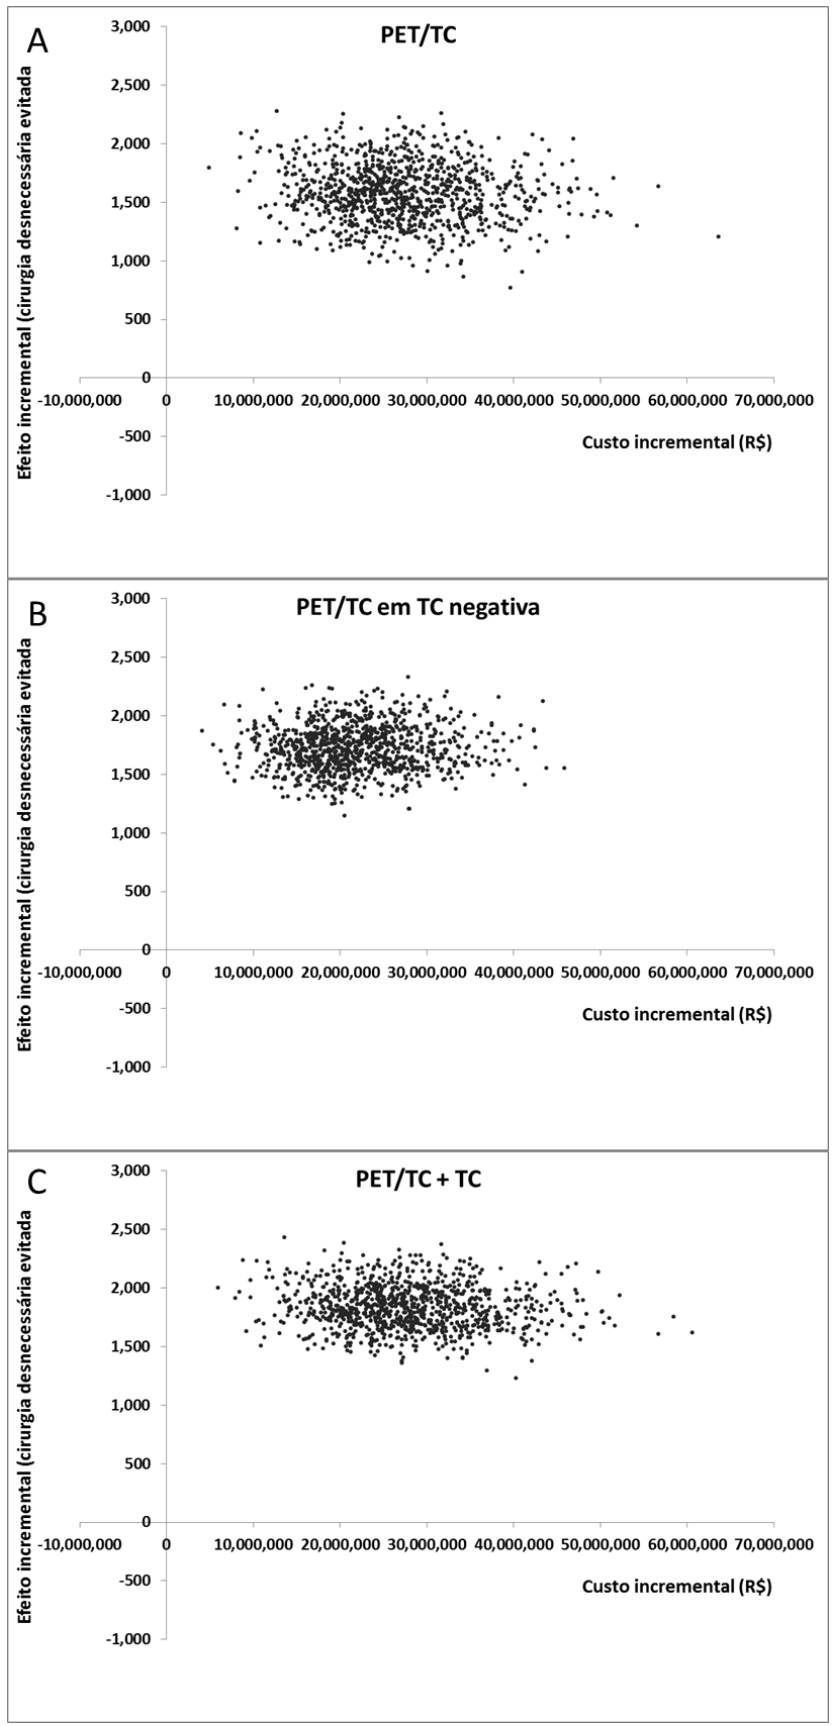 A
PET/TC
3,000
2,500
2,000
1,500
1,000
500
0
-10,000,000 0 10,000,000 20,000,000 30,000,000 40,000,000 50,000,000 60,000,000 70,000,000
-500
-1,000
Custo incremental (R$)
Efeito incremental (cirurgia desnecessária evitada
B
PET/TC em TC negativa
3,000
2,500
2,000
1,500
1,000
500
0
-10,000,000 0 10,000,000 20,000,000 30,000,000 40,000,000 50,000,000 60,000,000 70,000,000
-500
-1,000
Custo incremental (R$)
Efeito incremental (cirurgia desnecessária evitada
C
PET/TC + TC
3,000
2,500
2,000
1,500
1,000
500
0
-10,000,000 0 10,000,000 20,000,000 30,000,000 40,000,000 50,000,000 60,000,000 70,000,000
-500
-1,000
Custo incremental (R$)
Efeito incremental (cirurgia desnecessária evitada